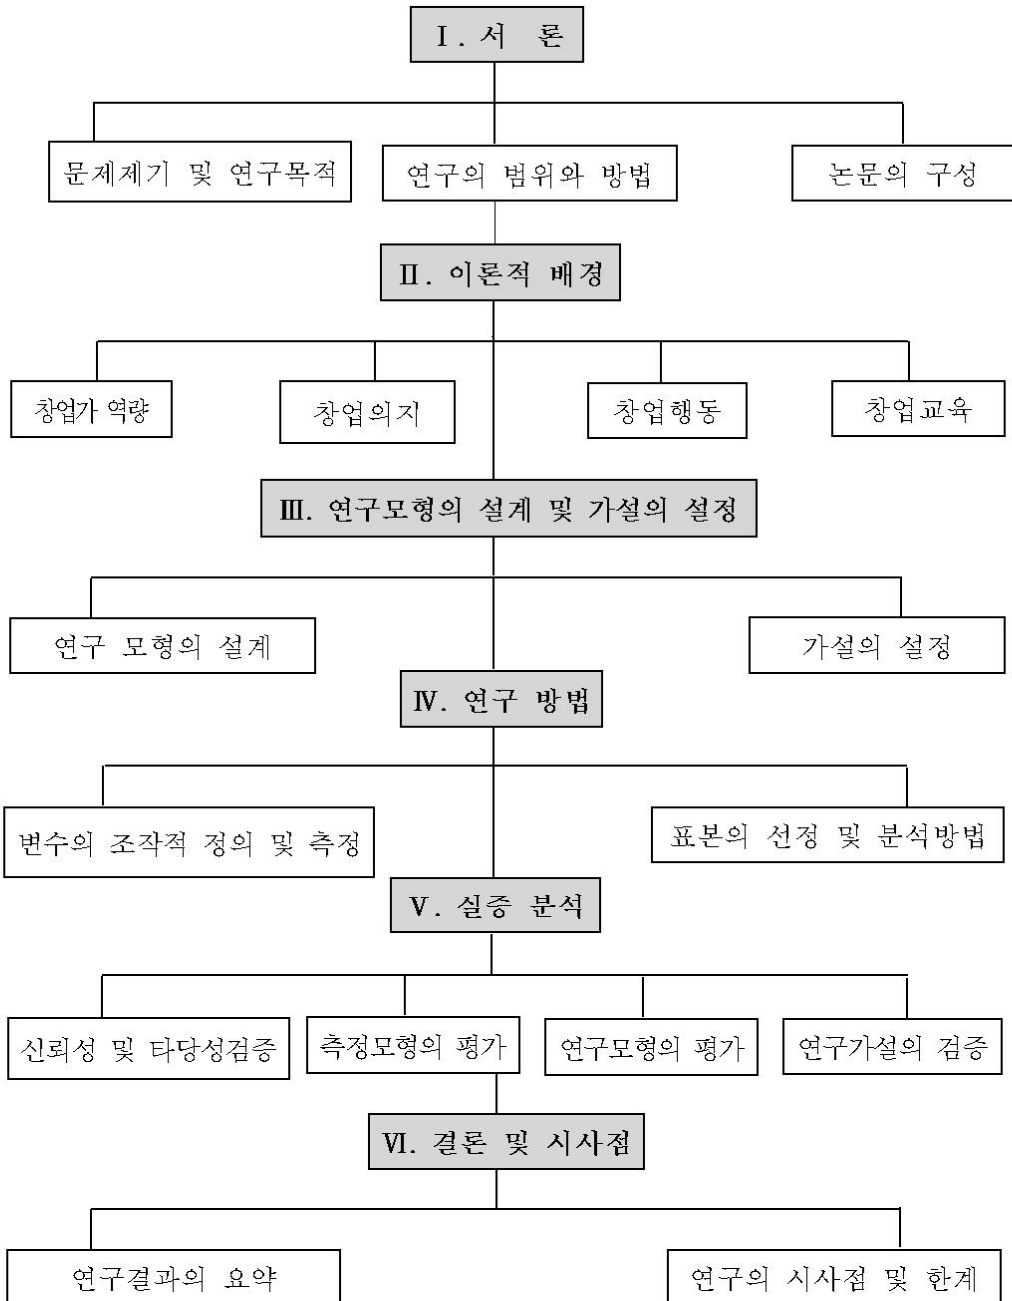 Ⅰ. 서 론
문제제기 및 연구목적
연구의 범위와 방법
논문의 구성
Ⅱ. 이론적 배경
창업가 역량
창업의지
창업행동
창업교육
Ⅲ. 연구모형의 설계 및 가설의 설정
연구 모형의 설계
가설의 설정
Ⅳ. 연구 방법
변수의 조작적 정의 및 측정
표본의 선정 및 분석방법
Ⅴ. 실증 분석
신뢰성 및 타당성검증
측정모형의 평가
연구모형의 평가
연구가설의 검증
Ⅵ. 결론 및 시사점
연구결과의 요약
연구의 시사점 및 한계